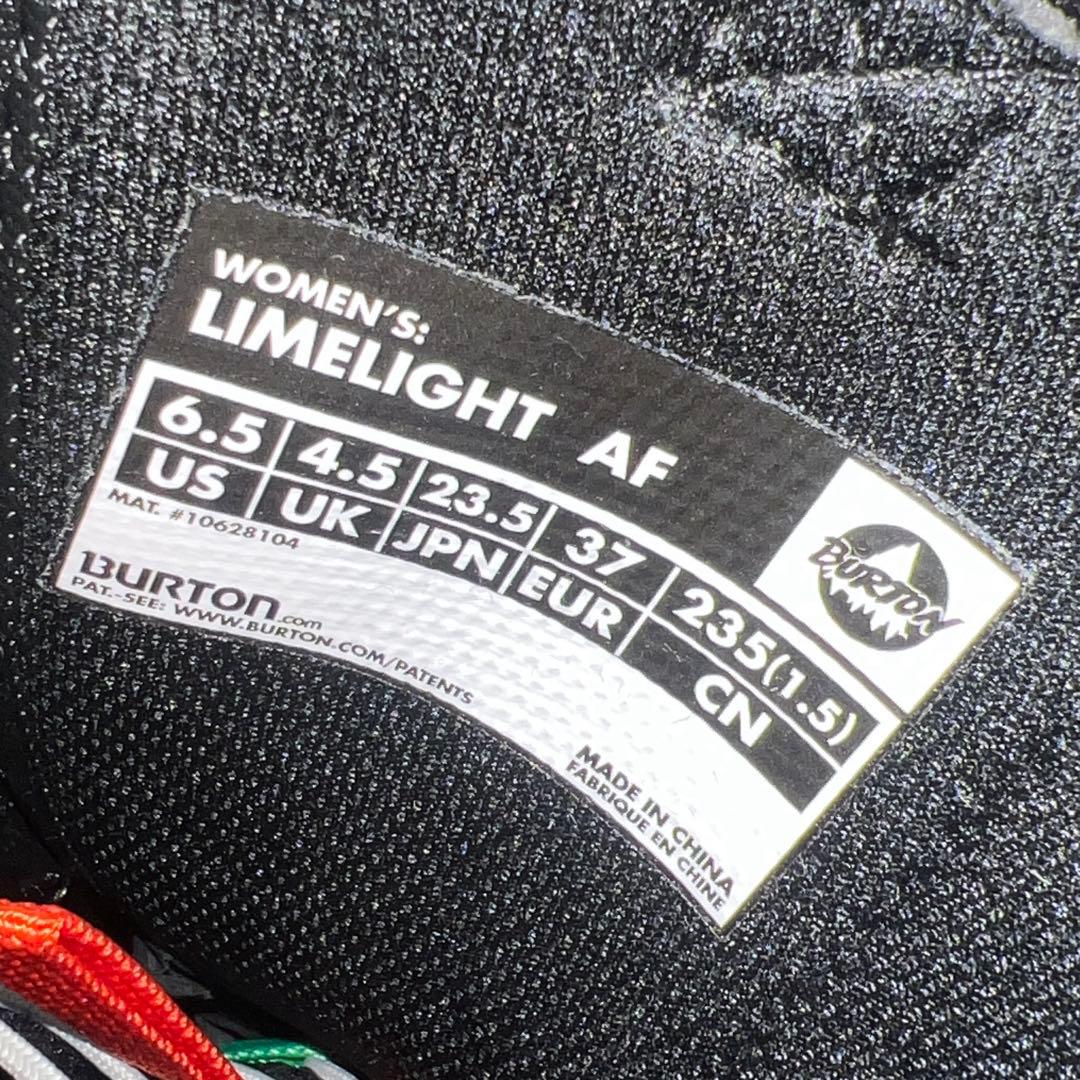 WOMEN'S:
LIMELIGHT AF
6.5 4.5 23.5 37 235(1.5)
US UK JPN EUR CN
MAT. #10628104
BURTON.com
PAT.-SEE: WWW.BURTON.COM/PATENTS
MADE IN CHINA
FABRIQUE EN CHINE
BURTON